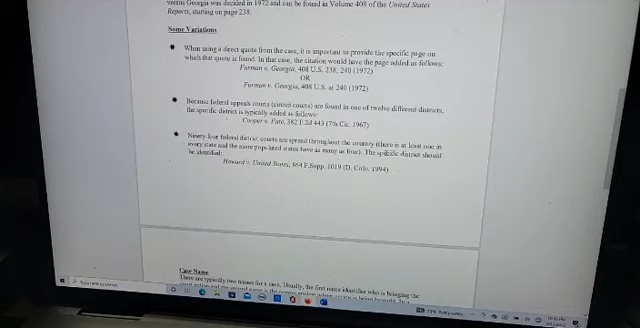 versus Georgia was decided in 1972 and can be found in Volume 408 of the United States
Reports, starting on page 238.
Some Variations
When using a direct quote from the case, it is important to provide the specific page on
which that quote is found. In that case, the citation would have the page added as follows:
Furman v. Georgia, 408 U.S. 238, 240 (1972)
OR
Furman v. Georgia, 408 U.S. at 240 (1972)
Because federal appeals courts (circuit courts) are found in one of twelve different districts,
the specific district is typically added as follows:
Cooper v. Pate, 382 F.2d 443 (7th Cir. 1967)
Ninety-four federal district courts are spread throughout the country (there is at least one in
every state and the more populated states have as many as four). The specific district should
be identified:
Howard v. United States, 864 F.Supp. 1019 (D. Colo. 1994)
Case Name
There are typically two names for a case. Usually, the first name identifies who is bringing the